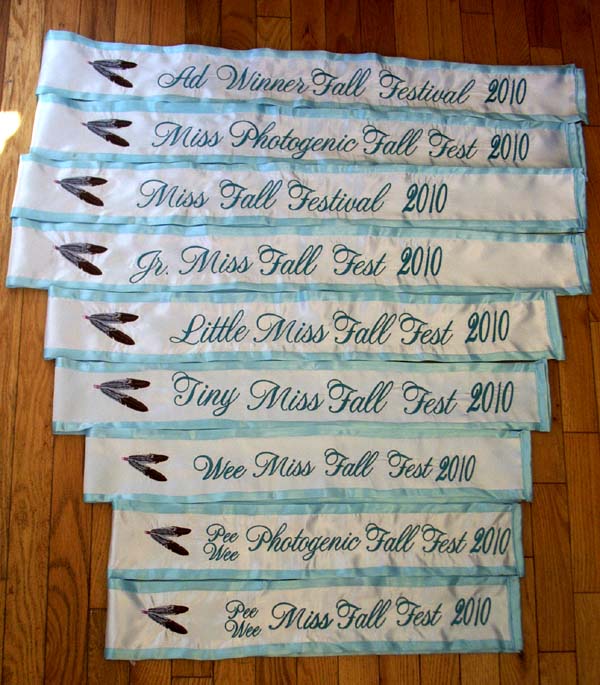 Ad Winner Fall Festival 2010
Miss Photogenic Fall Fest 2010
Miss Fall Festival 2010
Jr. Miss Fall Fest 2010
Little Miss Fall Fest 2010
Tiny Miss Fall Fest 2010
Wee Miss Fall Fest 2010
Pee Wee Photogenic Fall Fest 2010
Pee Wee Miss Fall Fest 2010